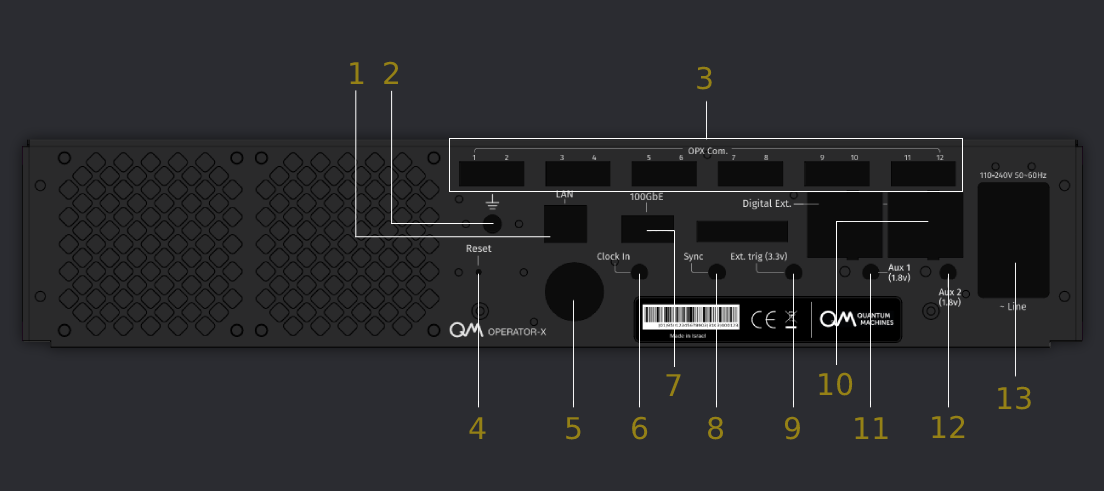 1 2 3
OPX Com.
1 2 3 4 5 6 7 8 9 10 11 12
110-240V 50-60Hz
LAN 100GbE
Digital Ext.
Reset
Clock In Sync Ext. trig (3.3v)
Aux 1
(1.8v)
Aux 2
(1.8v)
~ Line
QM OPERATOR-X
CE
QM QUANTUM
MACHINES
Made in Israel
7 10 13
4 5 6 8 9 11 12